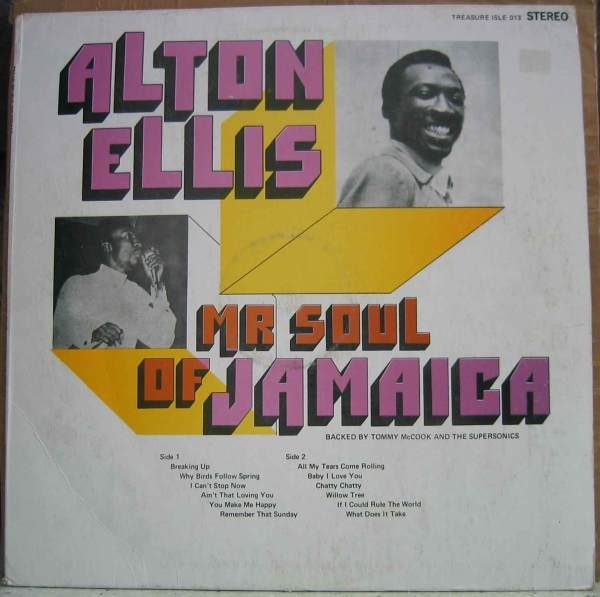 TREASURE ISLE 013 STEREO
ALTON
ELLIS
MR SOUL
OF JAMAICA
BACKED BY TOMMY McCOOK AND THE SUPERSONICS
Side 1
Breaking Up
Why Birds Follow Spring
I Can't Stop Now
Ain't That Loving You
You Make Me Happy
Remember That Sunday
Side 2
All My Tears Come Rolling
Baby I Love You
Chatty Chatty
Willow Tree
If I Could Rule The World
What Does It Take